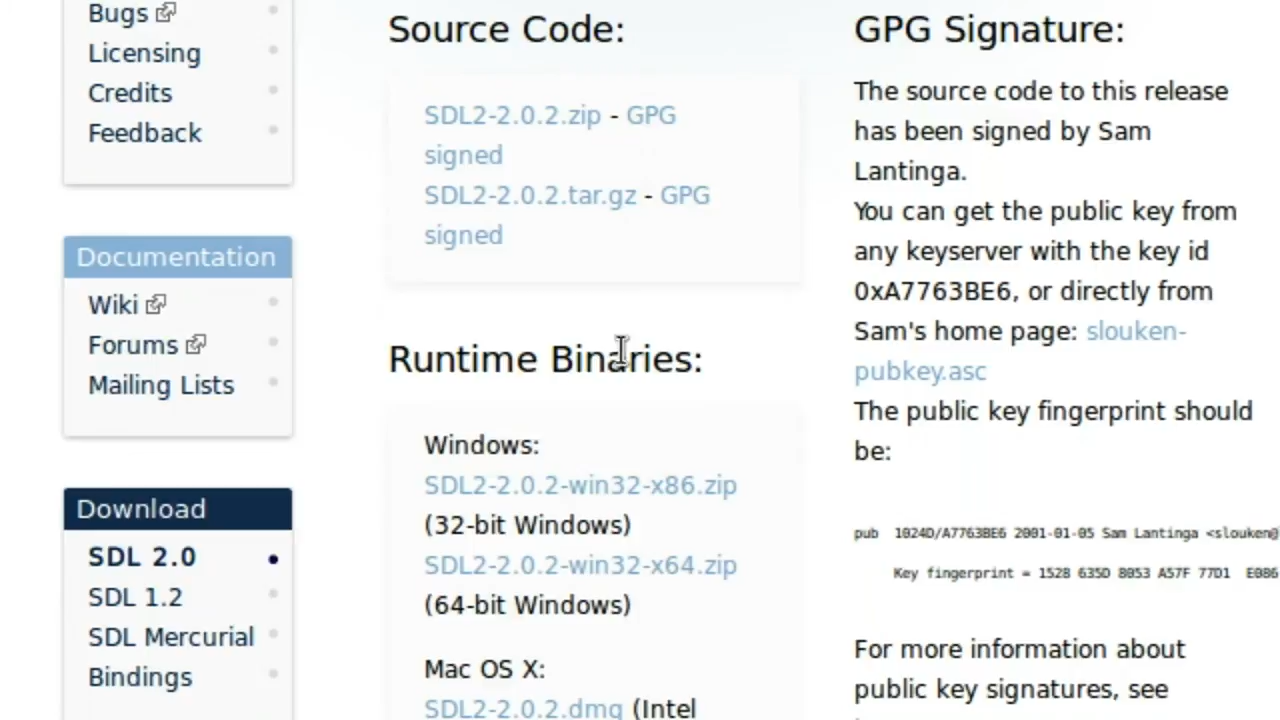 Bugs
Licensing
Credits
Feedback
Documentation
Wiki
Forums
Mailing Lists
Download
SDL 2.0
SDL 1.2
SDL Mercurial
Bindings
Source Code:
SDL2-2.0.2.zip - GPG
signed
SDL2-2.0.2.tar.gz - GPG
signed
Runtime Binaries:
Windows:
SDL2-2.0.2-win32-x86.zip
(32-bit Windows)
SDL2-2.0.2-win32-x64.zip
(64-bit Windows)
Mac OS X:
SDL2-2.0.2.dmg (Intel
GPG Signature:
The source code to this release
has been signed by Sam
Lantinga.
You can get the public key from
any keyserver with the key id
0xA7763BE6, or directly from
Sam's home page: slouken-
pubkey.asc
The public key fingerprint should
be:
pub 1024D/A7763BE6 2001-01-05 Sam Lantinga <slouken@
Key fingerprint = 1528 635D 8053 A57F 77D1 E086
For more information about
public key signatures, see